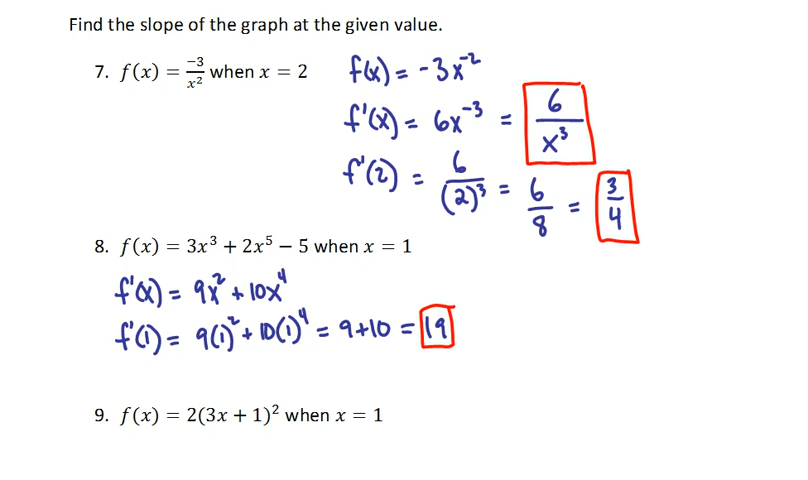 Find the slope of the graph at the given value.
7. f(x) = -3/x² when x = 2
f(x) = -3x⁻²
f'(x) = 6x⁻³ = 6/x³
f'(2) = 6/(2)³ = 6/8 = 3/4
8. f(x) = 3x³ + 2x⁵ − 5 when x = 1
f'(x) = 9x² + 10x⁴
f'(1) = 9(1)² + 10(1)⁴ = 9+10 = 19
9. f(x) = 2(3x + 1)² when x = 1